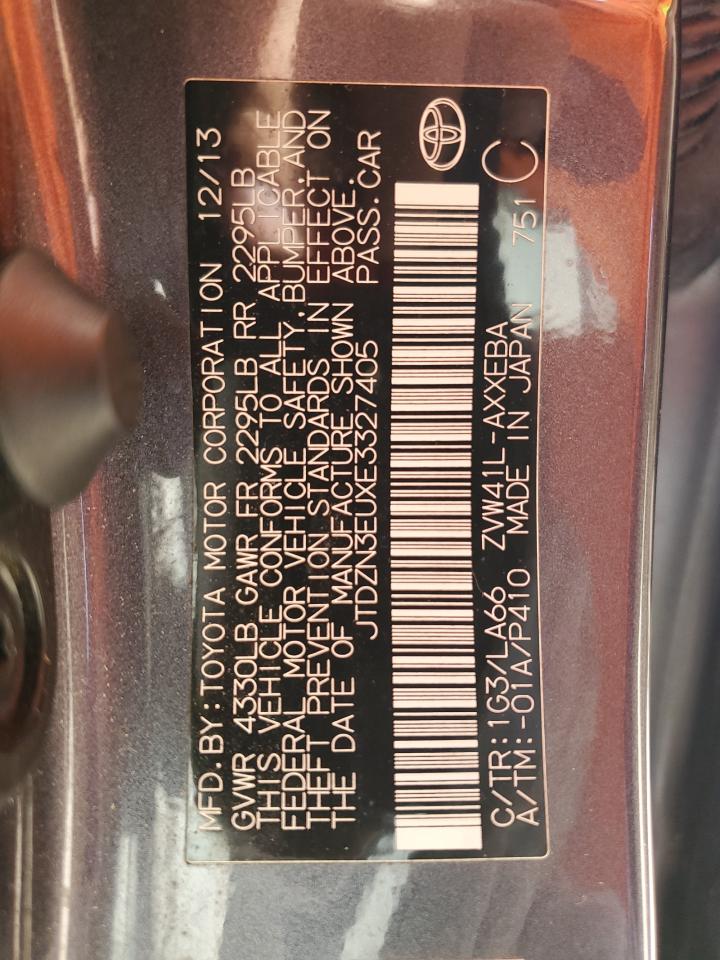 MFD. BY: TOYOTA MOTOR CORPORATION 12/13
GVWR 4330LB GAWR FR 2295LB RR 2295LB
THIS VEHICLE CONFORMS TO ALL APPLICABLE
FEDERAL MOTOR VEHICLE SAFETY, BUMPER, AND
THEFT PREVENTION STANDARDS IN EFFECT ON
THE DATE OF MANUFACTURE SHOWN ABOVE.
JTDZN3EUXE3327405 PASS. CAR
C/TR: 1G3/LA66 ZVW41L-AXXEBA
A/TM: -01A/P410 MADE IN JAPAN 751 C